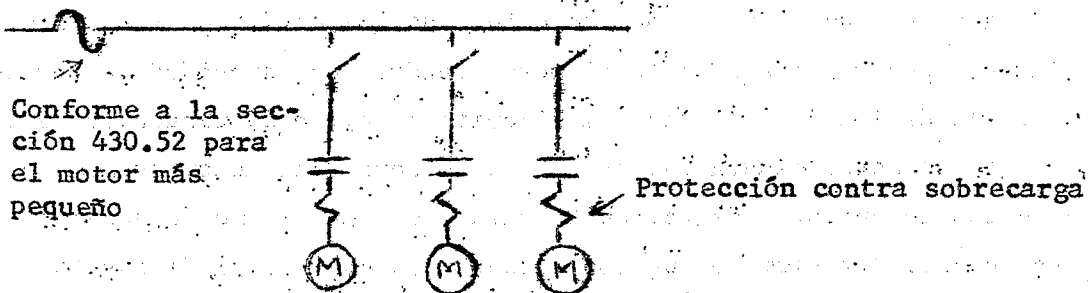 Conforme a la sec-
ción 430.52 para
el motor más
pequeño
Protección contra sobrecarga
M M M